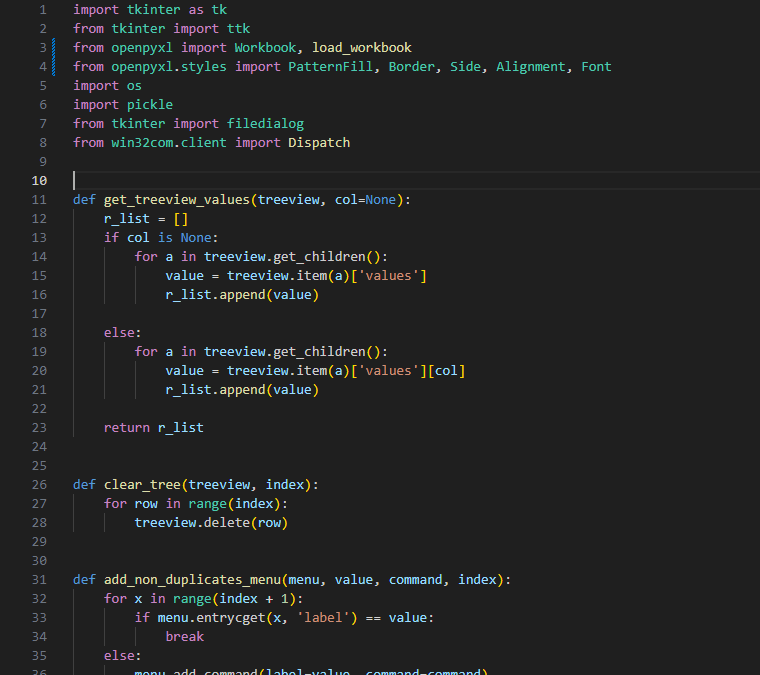 1 import tkinter as tk
2 from tkinter import ttk
3 from openpyxl import Workbook, load_workbook
4 from openpyxl.styles import PatternFill, Border, Side, Alignment, Font
5 import os
6 import pickle
7 from tkinter import filedialog
8 from win32com.client import Dispatch
9
10
11 def get_treeview_values(treeview, col=None):
12     r_list = []
13     if col is None:
14         for a in treeview.get_children():
15             value = treeview.item(a)['values']
16             r_list.append(value)
17
18     else:
19         for a in treeview.get_children():
20             value = treeview.item(a)['values'][col]
21             r_list.append(value)
22
23     return r_list
24
25
26 def clear_tree(treeview, index):
27     for row in range(index):
28         treeview.delete(row)
29
30
31 def add_non_duplicates_menu(menu, value, command, index):
32     for x in range(index + 1):
33         if menu.entrycget(x, 'label') == value:
34             break
35     else:
36         menu.add_command(label=value, command=command)